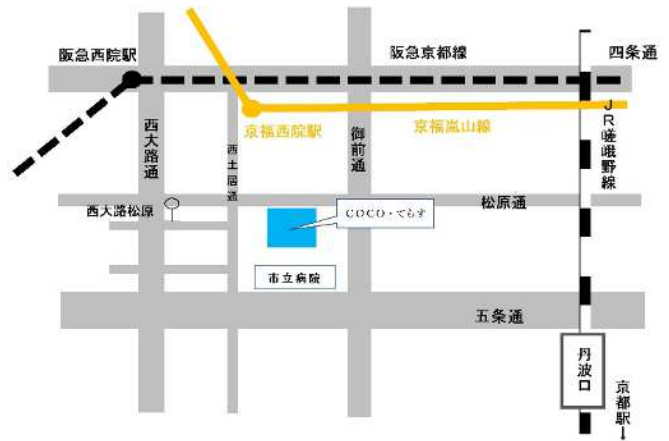 阪急西院駅
阪急京都線
四条通
京福西院駅
京福嵐山線
JR嵯峨野線
西大路通
西土居通
御前通
西大路松原
松原通
COCO・てらす
市立病院
五条通
丹波口
京都駅↓